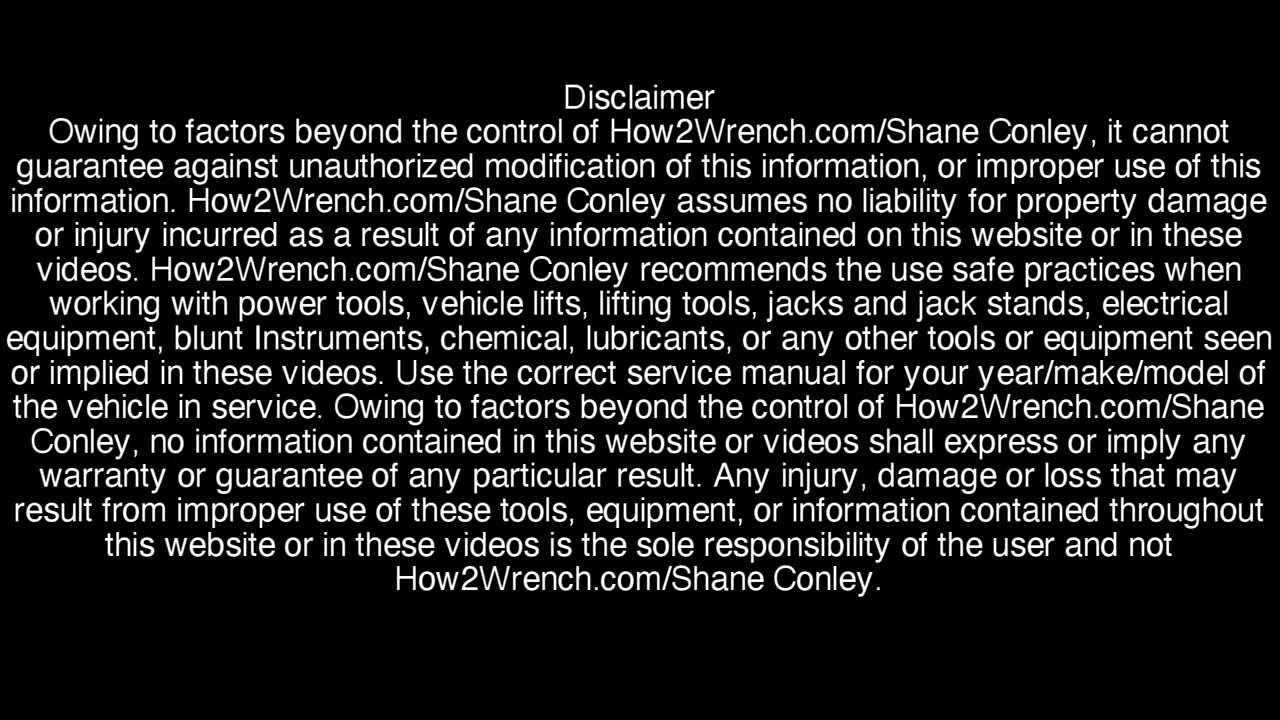 Disclaimer
Owing to factors beyond the control of How2Wrench.com/Shane Conley, it cannot
guarantee against unauthorized modification of this information, or improper use of this
information. How2Wrench.com/Shane Conley assumes no liability for property damage
or injury incurred as a result of any information contained on this website or in these
videos. How2Wrench.com/Shane Conley recommends the use safe practices when
working with power tools, vehicle lifts, lifting tools, jacks and jack stands, electrical
equipment, blunt Instruments, chemical, lubricants, or any other tools or equipment seen
or implied in these videos. Use the correct service manual for your year/make/model of
the vehicle in service. Owing to factors beyond the control of How2Wrench.com/Shane
Conley, no information contained in this website or videos shall express or imply any
warranty or guarantee of any particular result. Any injury, damage or loss that may
result from improper use of these tools, equipment, or information contained throughout
this website or in these videos is the sole responsibility of the user and not
How2Wrench.com/Shane Conley.